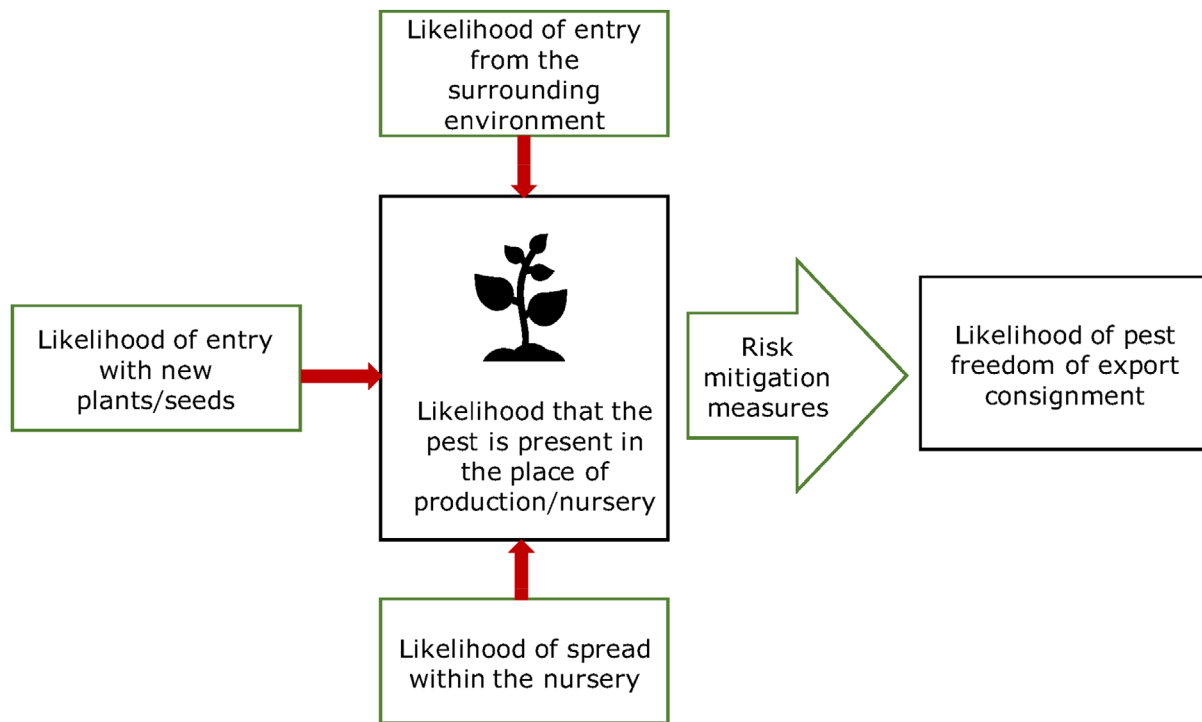 Likelihood of entry
from the
surrounding
environment
Likelihood of entry
with new
plants/seeds
Likelihood that the
pest is present in
the place of
production/nursery
Risk
mitigation
measures
Likelihood of pest
freedom of export
consignment
Likelihood of spread
within the nursery